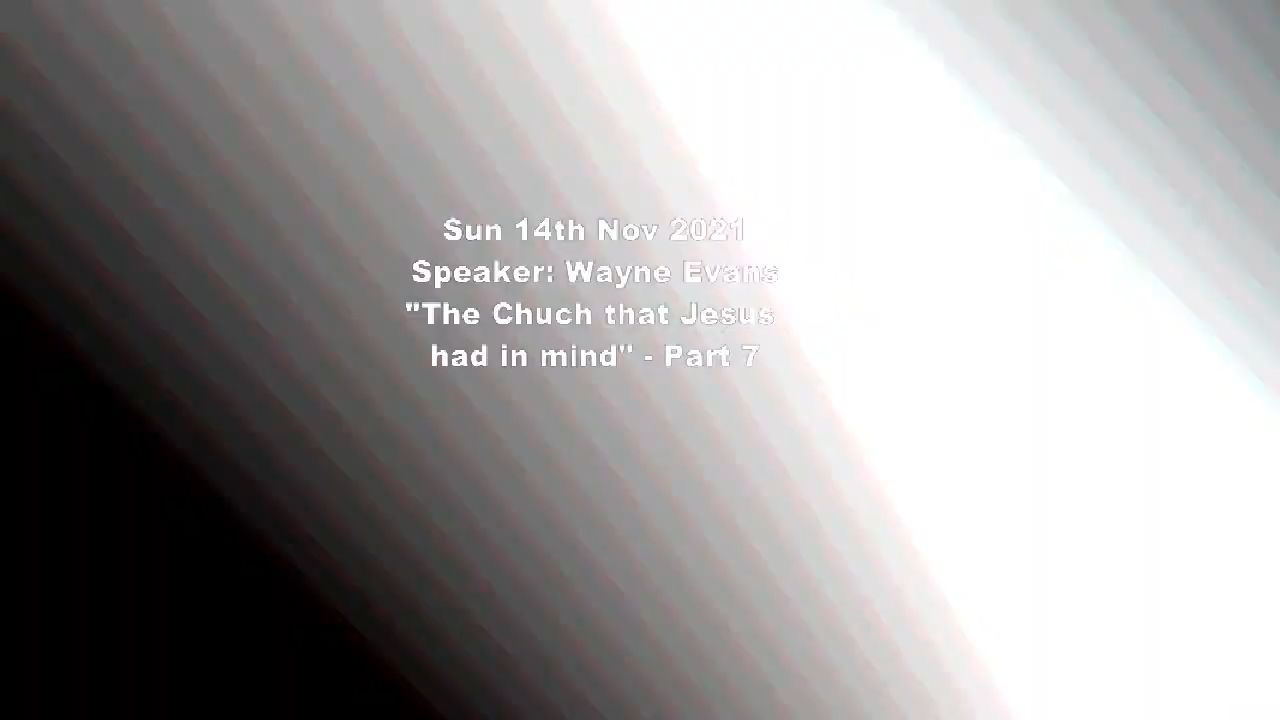 Sun 14th Nov 2021
Speaker: Wayne Evans
"The Chuch that Jesus
had in mind" - Part 7